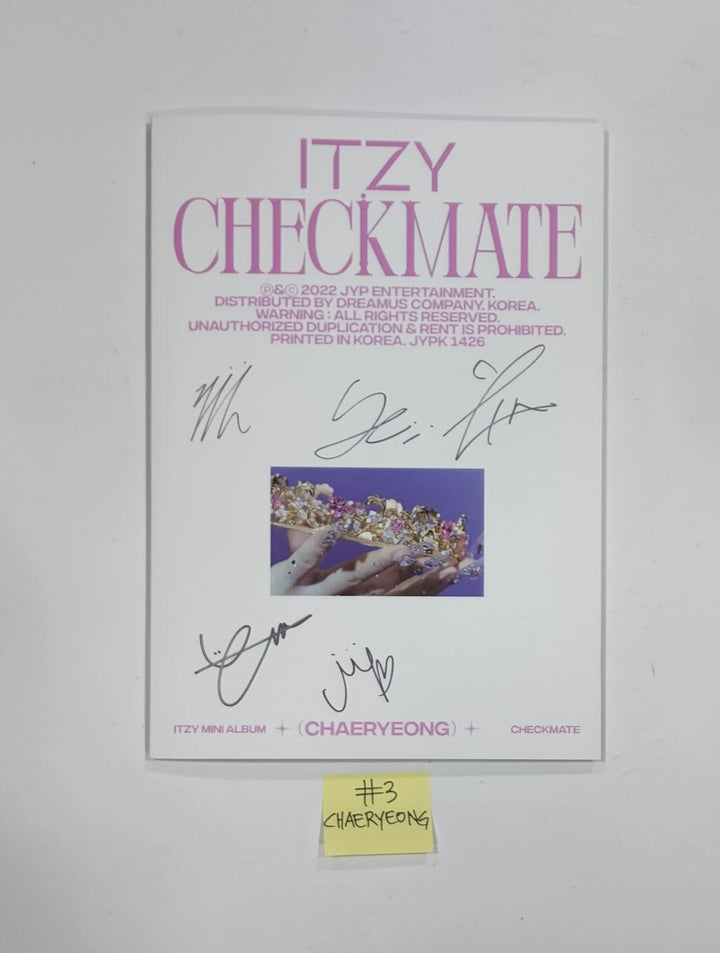 ITZY
CHECKMATE
Ⓟ&ⓒ 2022 JYP ENTERTAINMENT.
DISTRIBUTED BY DREAMUS COMPANY. KOREA.
WARNING : ALL RIGHTS RESERVED.
UNAUTHORIZED DUPLICATION & RENT IS PROHIBITED.
PRINTED IN KOREA. JYPK 1426
ITZY MINI ALBUM (CHAERYEONG) CHECKMATE
#3
CHAERYEONG